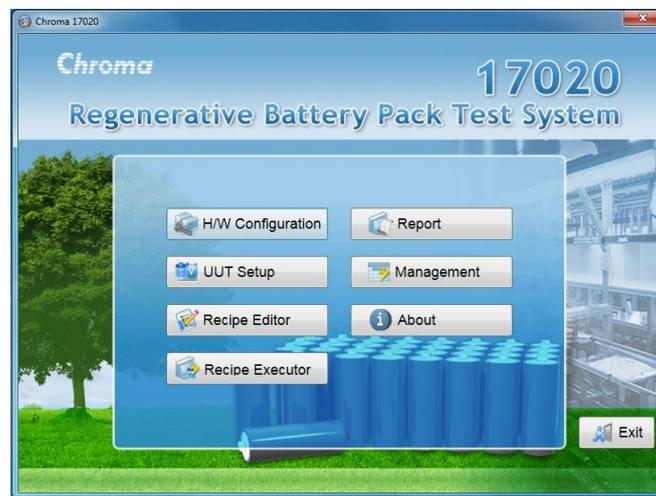 Chroma 17020
Chroma
17020
Regenerative Battery Pack Test System
H/W Configuration
Report
UUT Setup
Management
Recipe Editor
About
Recipe Executor
Exit